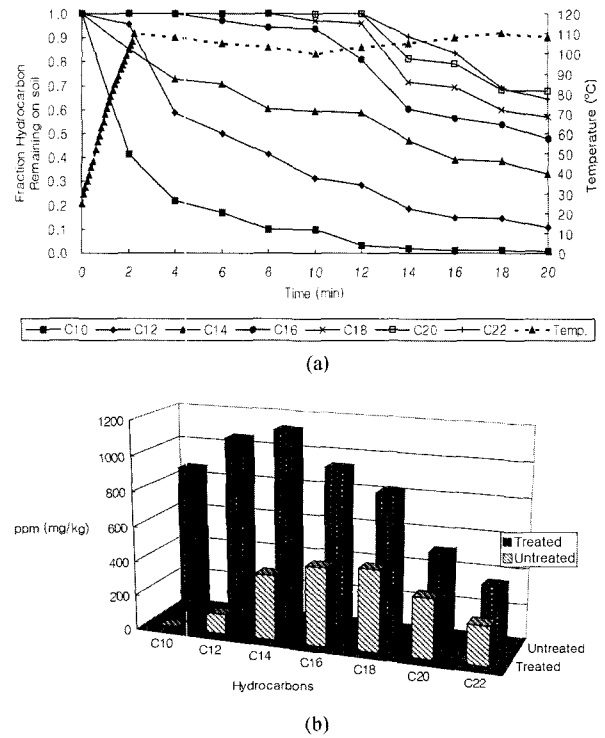 Fraction Hydrocarbon
Remaining on soil
1.0
0.9
0.8
0.7
0.6
0.5
0.4
0.3
0.2
0.1
0.0
120
110
100
90
80
70
60
50
40
30
20
10
0
Temperature (°C)
0 2 4 6 8 10 12 14 16 18 20
Time (min)
C10 C12 C14 C16 C18 C20 C22 Temp.
(a)
1200
1000
800
600
400
200
0
ppm (mg/kg)
Treated
Untreated
Untreated
Treated
C10 C12 C14 C16 C18 C20 C22
Hydrocarbons
(b)